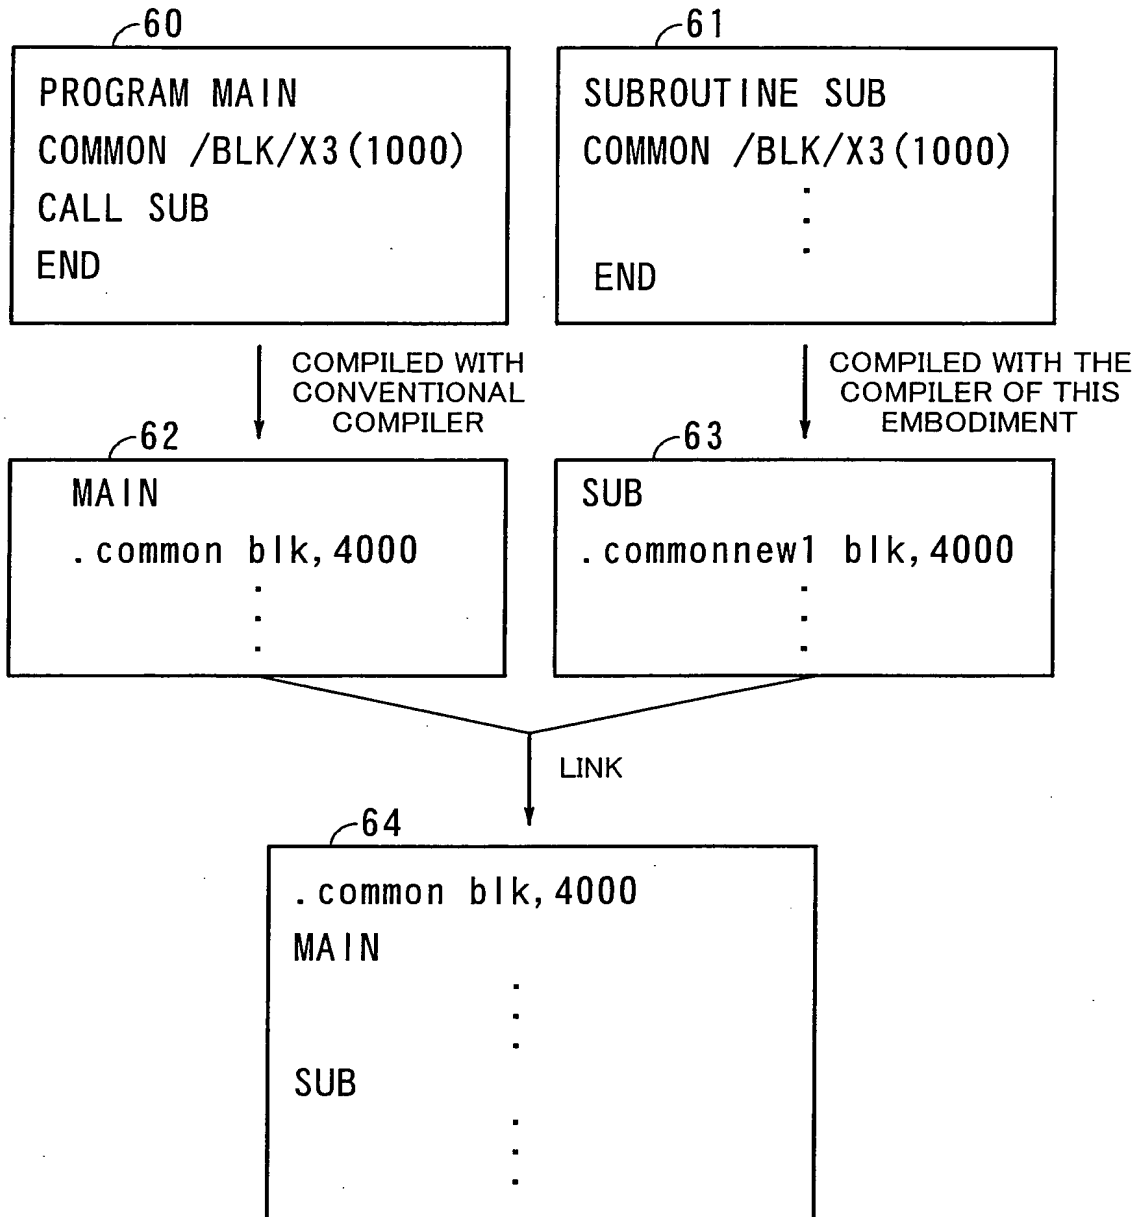 60
PROGRAM MAIN
COMMON /BLK/X3(1000)
CALL SUB
END
61
SUBROUTINE SUB
COMMON /BLK/X3(1000)
.
.
.
END
COMPILED WITH
CONVENTIONAL
COMPILER
COMPILED WITH THE
COMPILER OF THIS
EMBODIMENT
62
MAIN
.common blk,4000
.
.
.
63
SUB
.commonnew1 blk,4000
.
.
.
LINK
64
.common blk,4000
MAIN
.
.
.
SUB
.
.
.